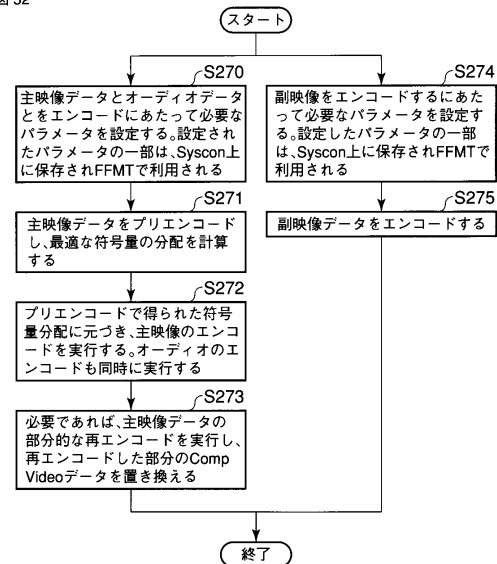 図52
スタート
S270
主映像データとオーディオデータ
とをエンコードにあたって必要な
パラメータを設定する。設定され
たパラメータの一部は、Syscon上
に保存されFFMTで利用される
S271
主映像データをプリエンコード
し、最適な符号量の分配を計算
する
S272
プリエンコードで得られた符号
量分配に元づき、主映像のエンコ
ードを実行する。オーディオのエ
ンコードも同時に実行する
S273
必要であれば、主映像データの
部分的な再エンコードを実行し、
再エンコードした部分のComp
Videoデータを置き換える
S274
副映像をエンコードするにあた
って必要なパラメータを設定す
る。設定したパラメータの一部
は、Syscon上に保存されFFMTで
利用される
S275
副映像データをエンコードする
終了